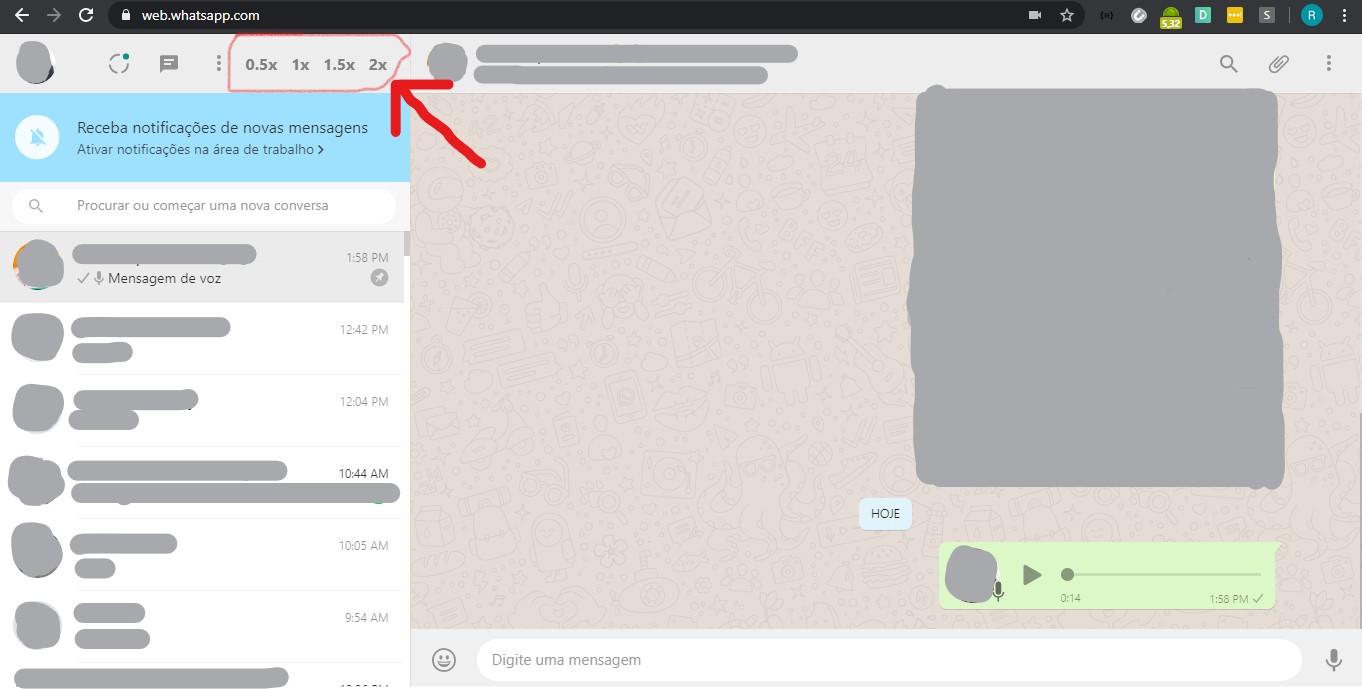 web.whatsapp.com
5,32
D
S
R
0.5x 1x 1.5x 2x
Receba notificações de novas mensagens
Ativar notificações na área de trabalho
Procurar ou começar uma nova conversa
1:58 PM
Mensagem de voz
12:42 PM
12:04 PM
10:44 AM
10:05 AM
9:54 AM
HOJE
0:14
1:58 PM
Digite uma mensagem